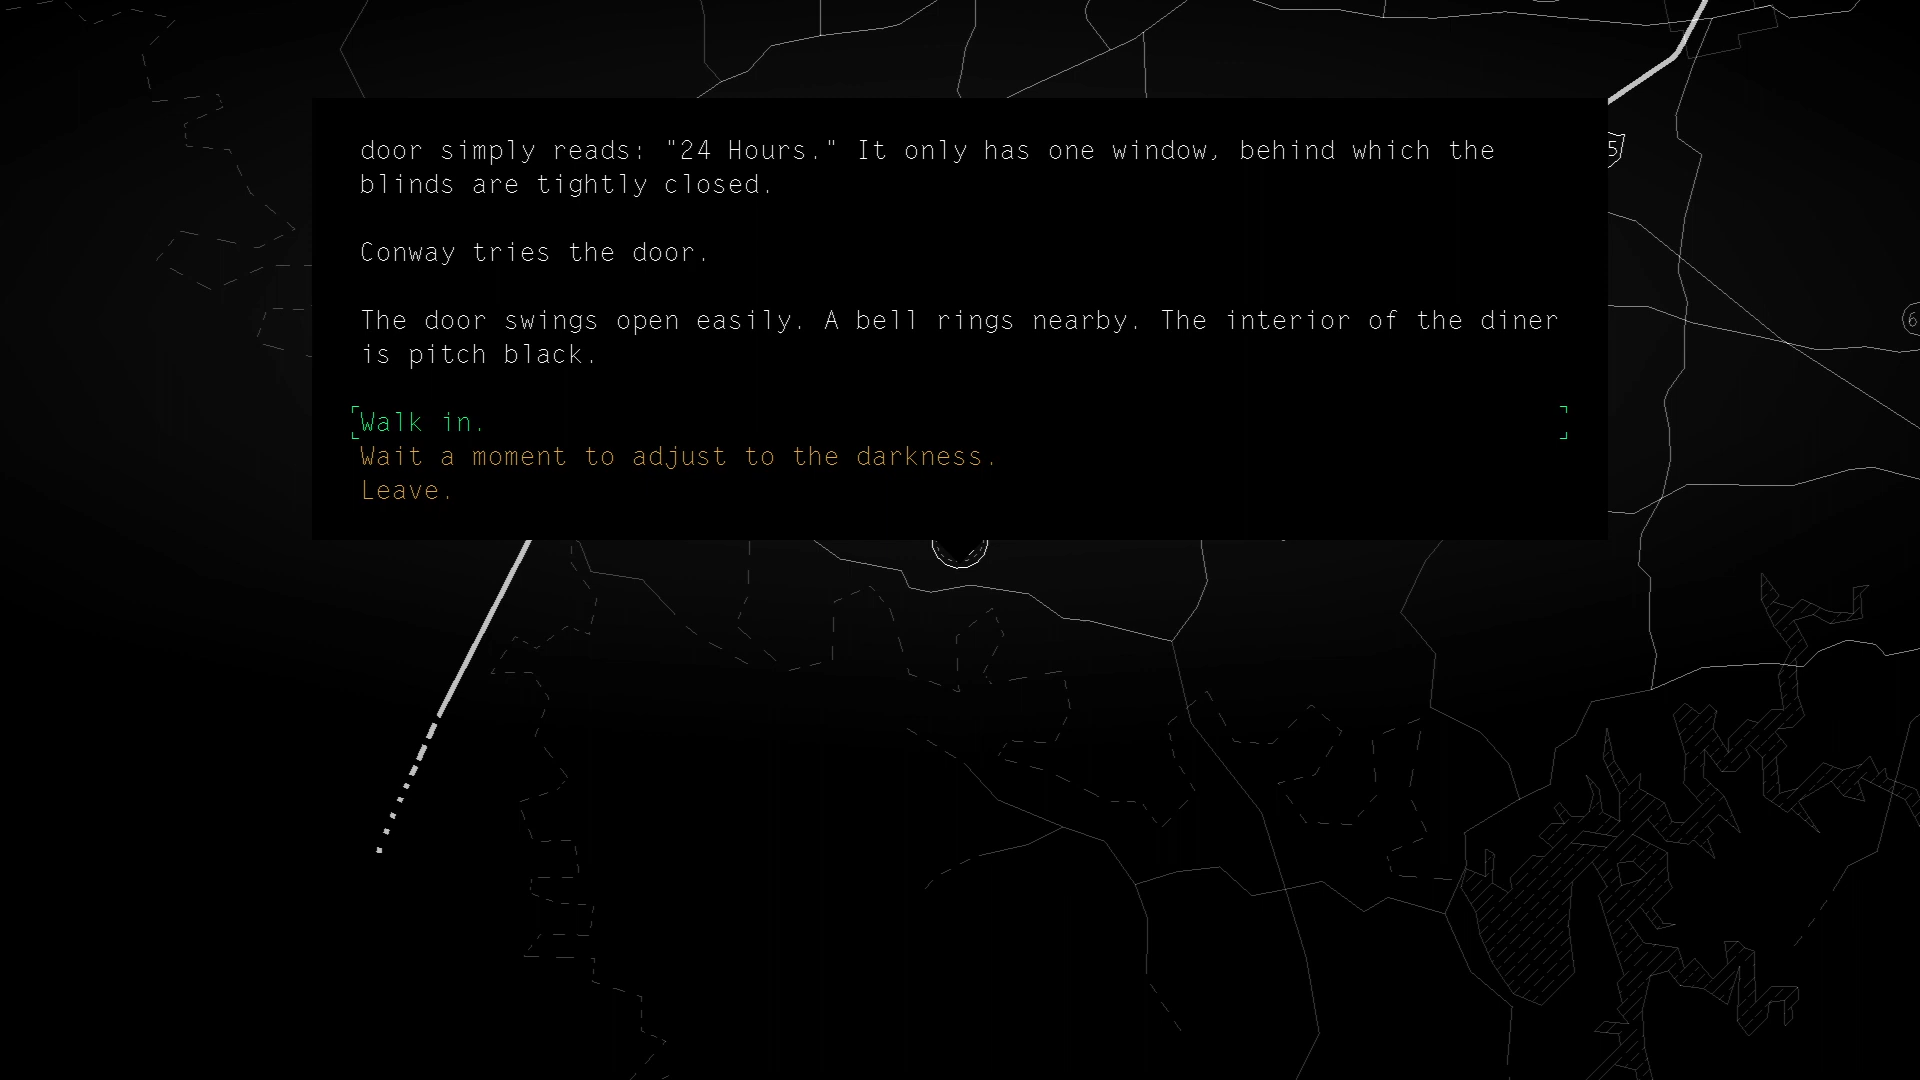 door simply reads: "24 Hours." It only has one window, behind which the
blinds are tightly closed.
Conway tries the door.
The door swings open easily. A bell rings nearby. The interior of the diner
is pitch black.
Walk in.
Wait a moment to adjust to the darkness.
Leave.
5
6